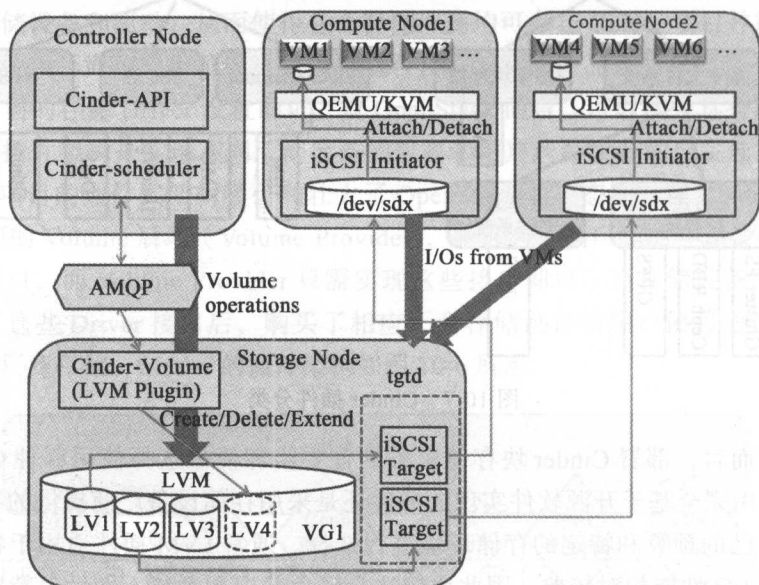 Controller Node
Cinder-API
Cinder-scheduler
AMQP
Volume
operations
Compute Node1
VM1 VM2 VM3 ...
QEMU/KVM
Attach/Detach
iSCSI Initiator
/dev/sdx
Compute Node2
VM4 VM5 VM6 ...
QEMU/KVM
Attach/Detach
iSCSI Initiator
/dev/sdx
I/Os from VMs
Storage Node
Cinder-Volume
(LVM Plugin)
Create/Delete/Extend
tgtd
iSCSI
Target
iSCSI
Target
LVM
LV1 LV2 LV3 LV4 VG1